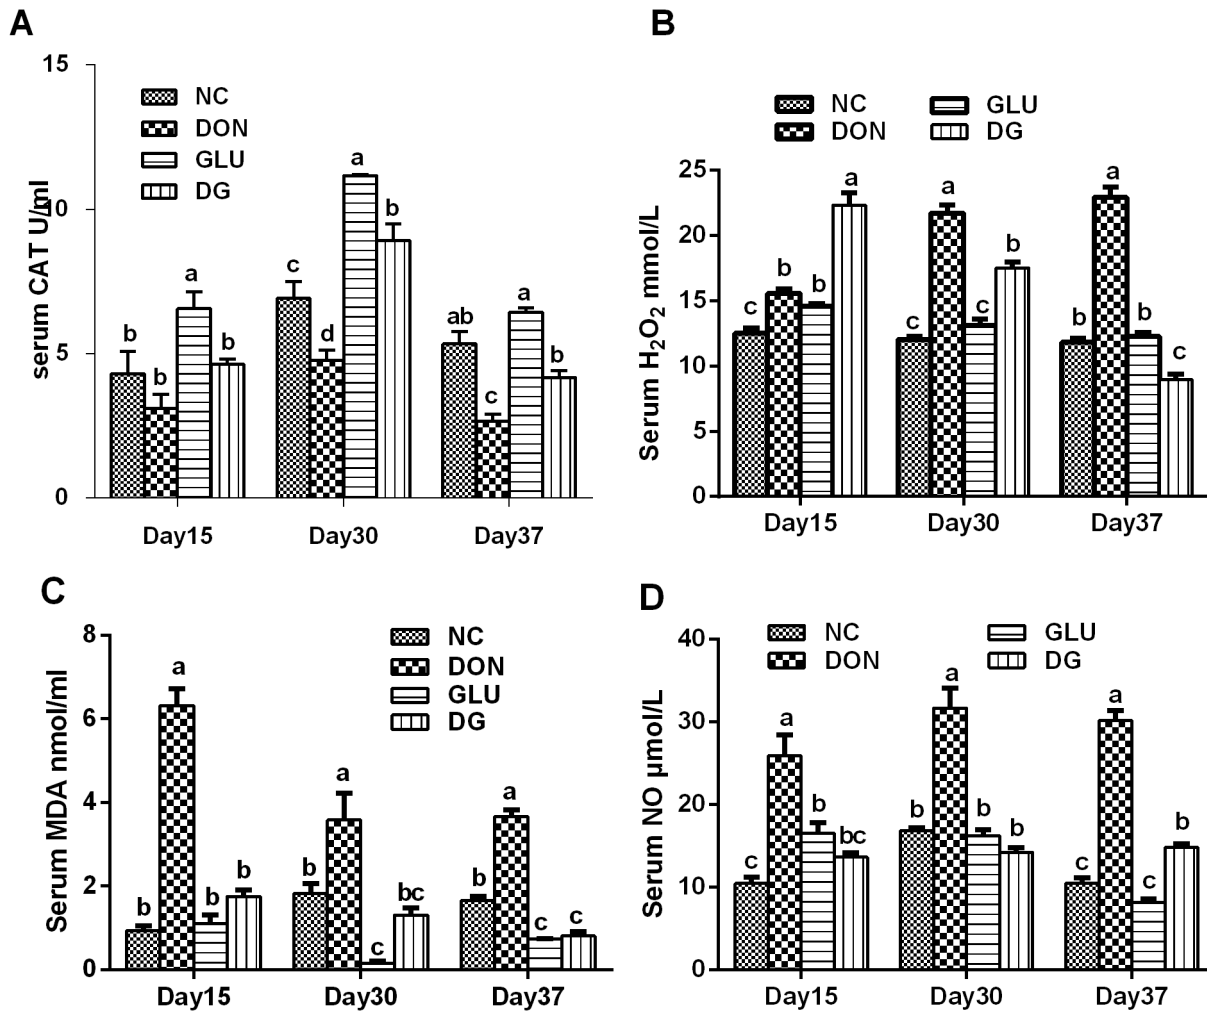 A
serum CAT U/ml
15
10
5
0
NC
DON
GLU
DG
b
b
a
b
c
d
a
b
ab
c
a
b
Day15
Day30
Day37
B
Serum H2O2 mmol/L
25
20
15
10
5
0
NC
DON
GLU
DG
c
b
b
a
c
a
c
b
b
a
b
c
Day15
Day30
Day37
C
Serum MDA nmol/ml
8
6
4
2
0
NC
DON
GLU
DG
b
a
b
b
b
a
c
bc
b
a
c
c
Day15
Day30
Day37
D
Serum NO µmol/L
40
30
20
10
0
NC
DON
GLU
DG
c
a
b
bc
b
a
b
b
c
a
c
b
Day15
Day30
Day37